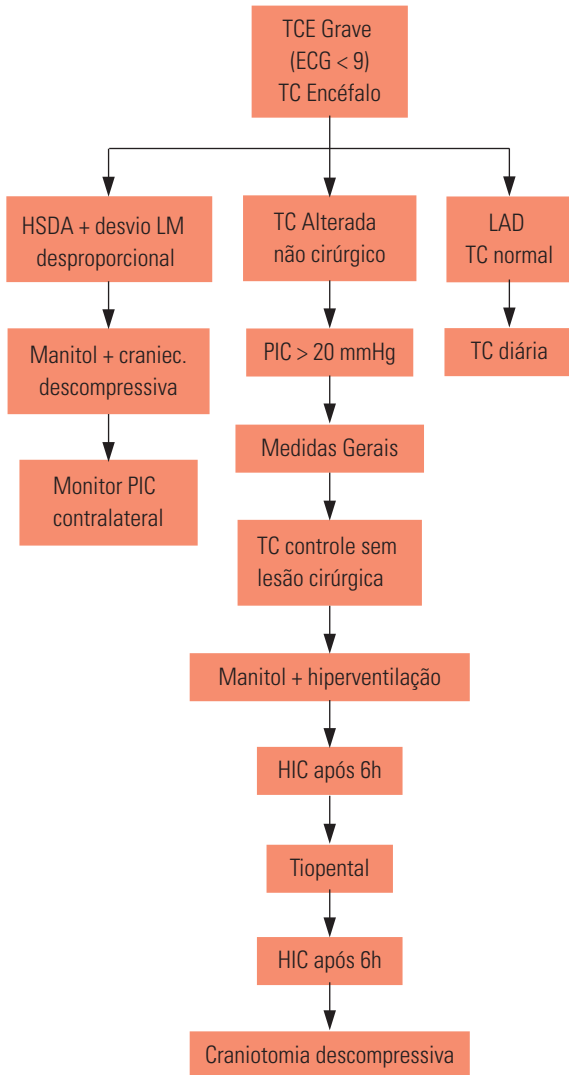 TCE Grave
(ECG < 9)
TC Encéfalo
HSDA + desvio LM
desproporcional
Manitol + craniec.
descompressiva
Monitor PIC
contralateral
TC Alterada
não cirúrgico
PIC > 20 mmHg
Medidas Gerais
TC controle sem
lesão cirúrgica
Manitol + hiperventilação
HIC após 6h
Tiopental
HIC após 6h
Craniotomia descompressiva
LAD
TC normal
TC diária